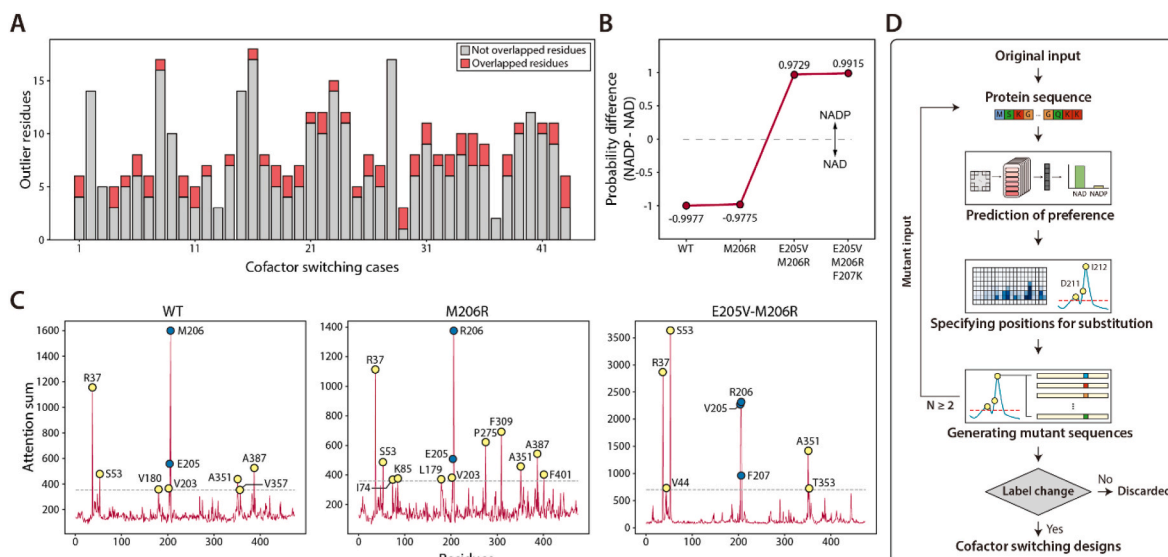 A
Not overlapped residues
Overlapped residues
Outlier residues
15
10
5
0
1
11
21
31
41
Cofactor switching cases
B
Probability difference
(NADP - NAD)
1
0.5
0
-0.5
-1
0.9729
0.9915
NADP
NAD
-0.9977
-0.9775
WT
M206R
E205V
M206R
E205V
M206R
F207K
C
Attention sum
WT
1600
1400
1200
1000
800
600
400
200
M206
R37
S53
E205
V180
V203
A351
A387
V357
0
100
200
300
400
M206R
1400
1200
1000
800
600
400
200
R206
R37
S53
I74
K85
E205
L179
V203
P275
F309
A351
A387
F401
0
100
200
300
400
E205V-M206R
3500
3000
2500
2000
1500
1000
500
0
S53
R37
R206
V205
F207
V44
A351
T353
0
100
200
300
400
D
Original input
Protein sequence
M S K G ... G Q K K
Mutant input
NAD NADP
Prediction of preference
D211
I212
Specifying positions for substitution
N ≥ 2
Generating mutant sequences
Label change
No
Discarded
Yes
Cofactor switching designs